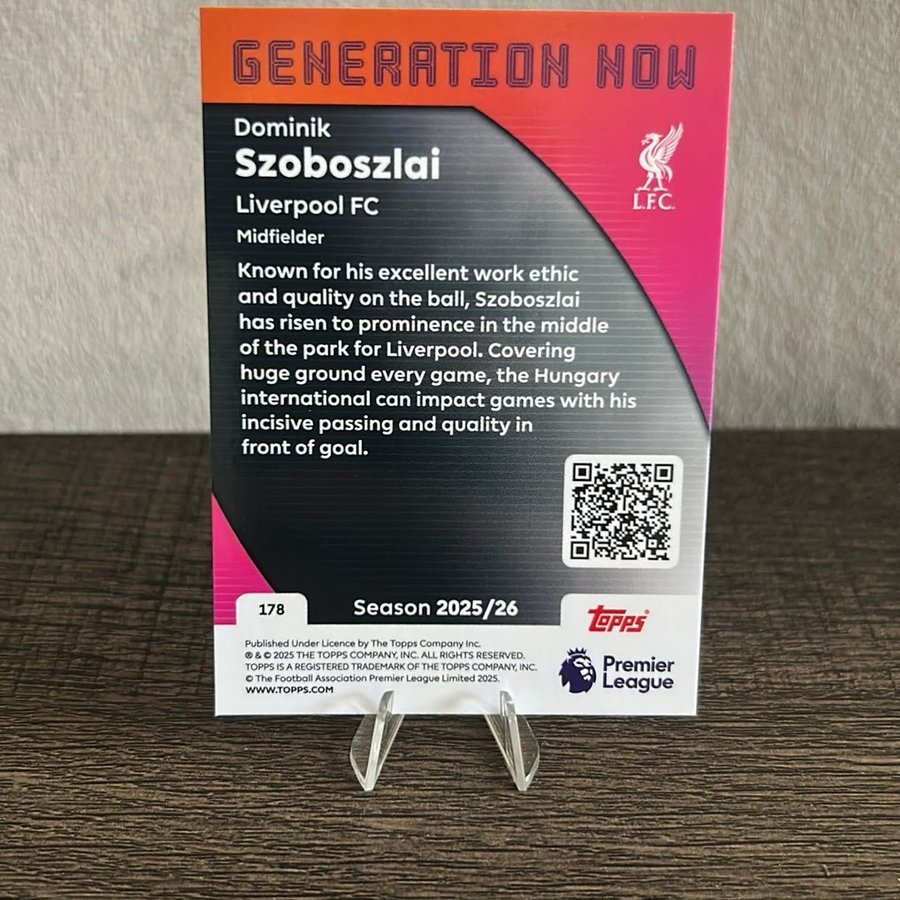 GENERATION NOW
Dominik
Szoboszlai
Liverpool FC
Midfielder
L.F.C.
Known for his excellent work ethic
and quality on the ball, Szoboszlai
has risen to prominence in the middle
of the park for Liverpool. Covering
huge ground every game, the Hungary
international can impact games with his
incisive passing and quality in
front of goal.
178
Season 2025/26
topps®
Published Under Licence by The Topps Company Inc.
® & © 2025 THE TOPPS COMPANY, INC. ALL RIGHTS RESERVED.
TOPPS IS A REGISTERED TRADEMARK OF THE TOPPS COMPANY, INC.
© The Football Association Premier League Limited 2025.
WWW.TOPPS.COM
Premier
League